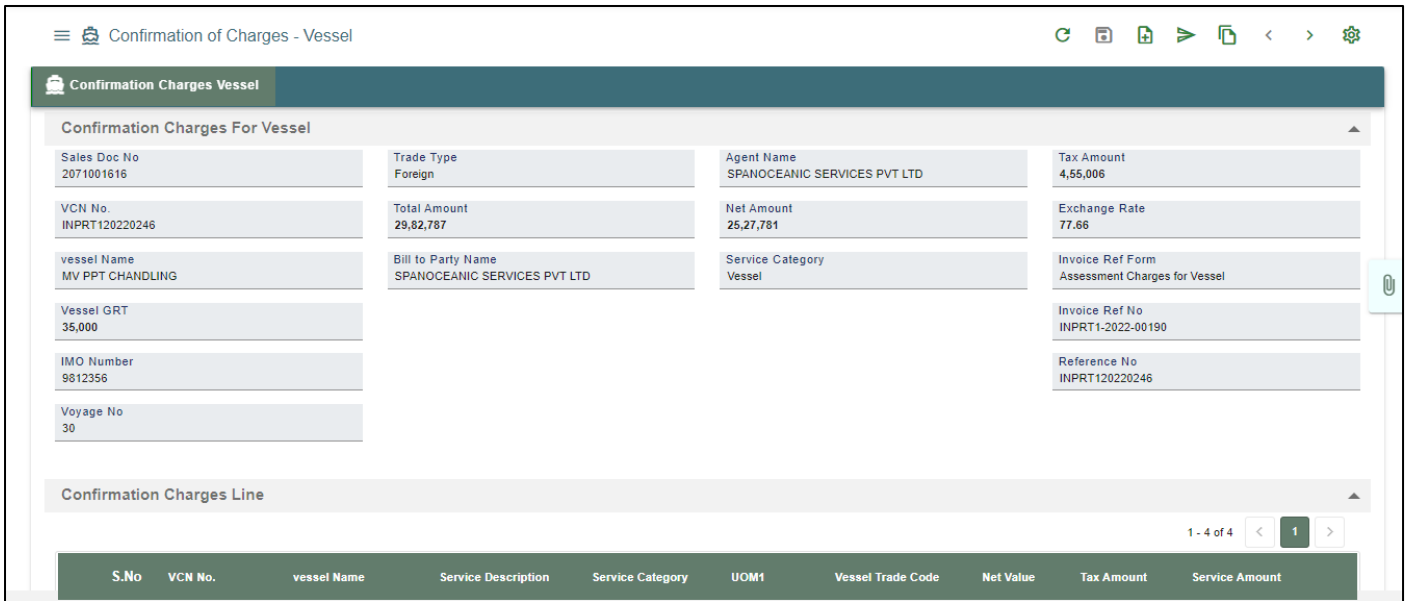 Confirmation of Charges - Vessel
Confirmation Charges Vessel
Confirmation Charges For Vessel
Sales Doc No Trade Type Agent Name Tax Amount
2071001616 Foreign SPANOCEANIC SERVICES PVT LTD 4,55,006
VCN No. Total Amount Net Amount Exchange Rate
INPRT120220246 29,82,787 25,27,781 77.66
vessel Name Bill to Party Name Service Category Invoice Ref Form
MV PPT CHANDLING SPANOCEANIC SERVICES PVT LTD Vessel Assessment Charges for Vessel
Vessel GRT Invoice Ref No
35,000 INPRT1-2022-00190
IMO Number Reference No
9812356 INPRT120220246
Voyage No
30
Confirmation Charges Line
1 - 4 of 4 < 1 >
S.No VCN No. vessel Name Service Description Service Category UOM1 Vessel Trade Code Net Value Tax Amount Service Amount